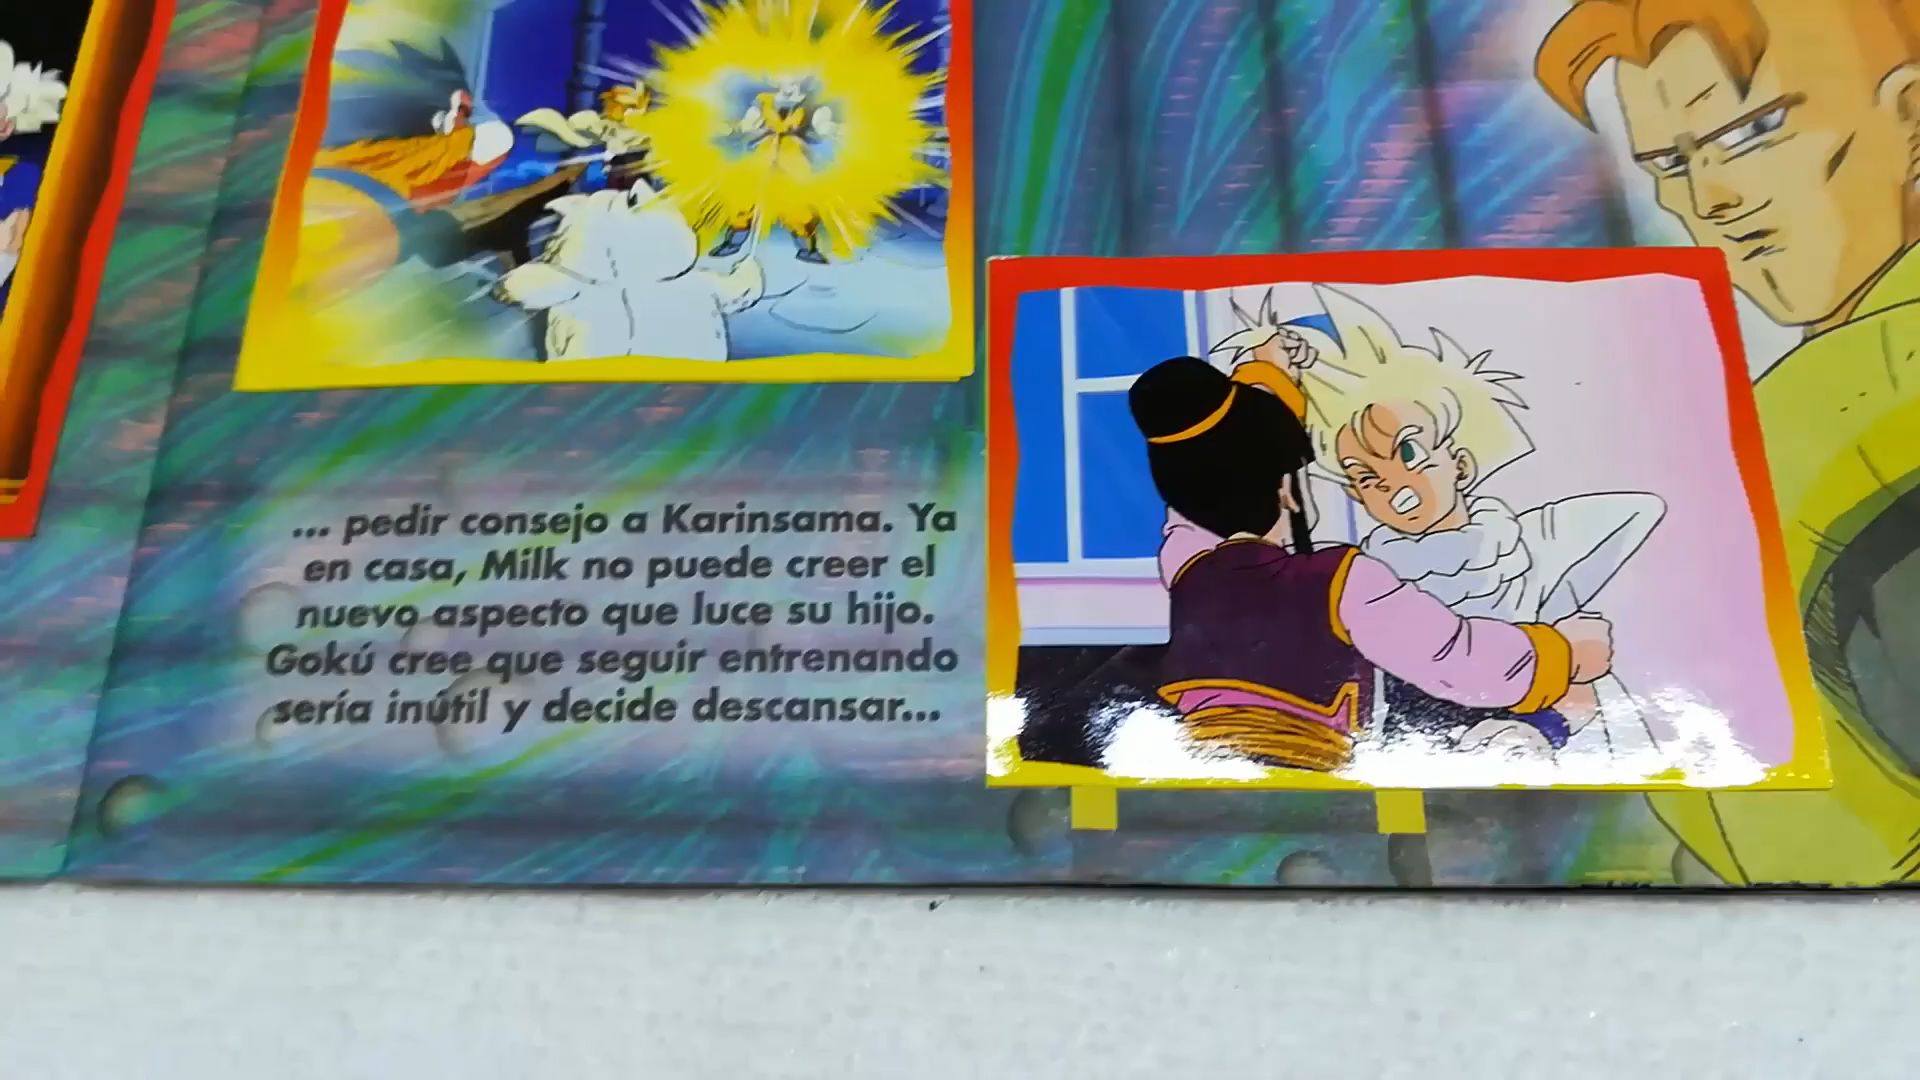 ... pedir consejo a Karinsama. Ya
en casa, Milk no puede creer el
nuevo aspecto que luce su hijo.
Gokú cree que seguir entrenando
sería inútil y decide descansar...